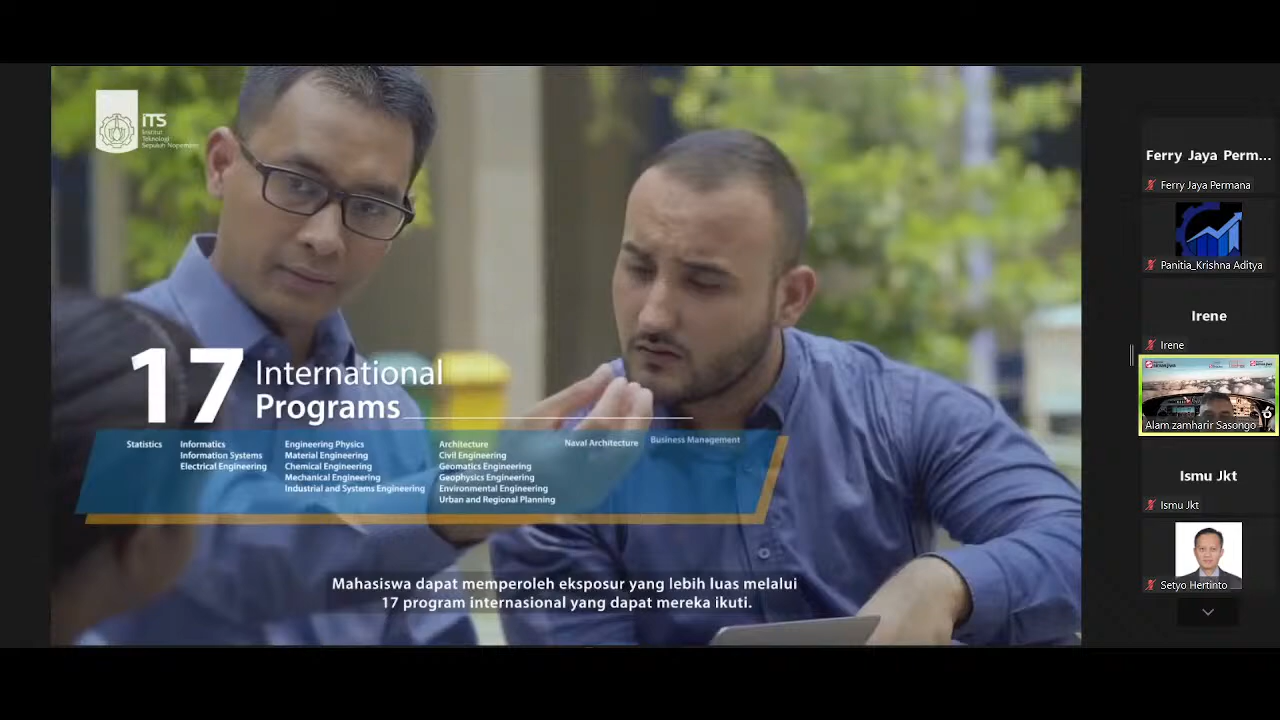 iTS
Institut
Teknologi
Sepuluh Nopember
17 International
Programs
Statistics
Informatics
Information Systems
Electrical Engineering
Engineering Physics
Material Engineering
Chemical Engineering
Mechanical Engineering
Industrial and Systems Engineering
Architecture
Civil Engineering
Geomatics Engineering
Geophysics Engineering
Environmental Engineering
Urban and Regional Planning
Naval Architecture
Business Management
Mahasiswa dapat memperoleh eksposur yang lebih luas melalui
17 program internasional yang dapat mereka ikuti.
Ferry Jaya Perm...
Ferry Jaya Permana
Panitia_Krishna Aditya
Irene
Irene
Alam zamharir Sasongo
Ismu Jkt
Ismu Jkt
Setyo Hertinto